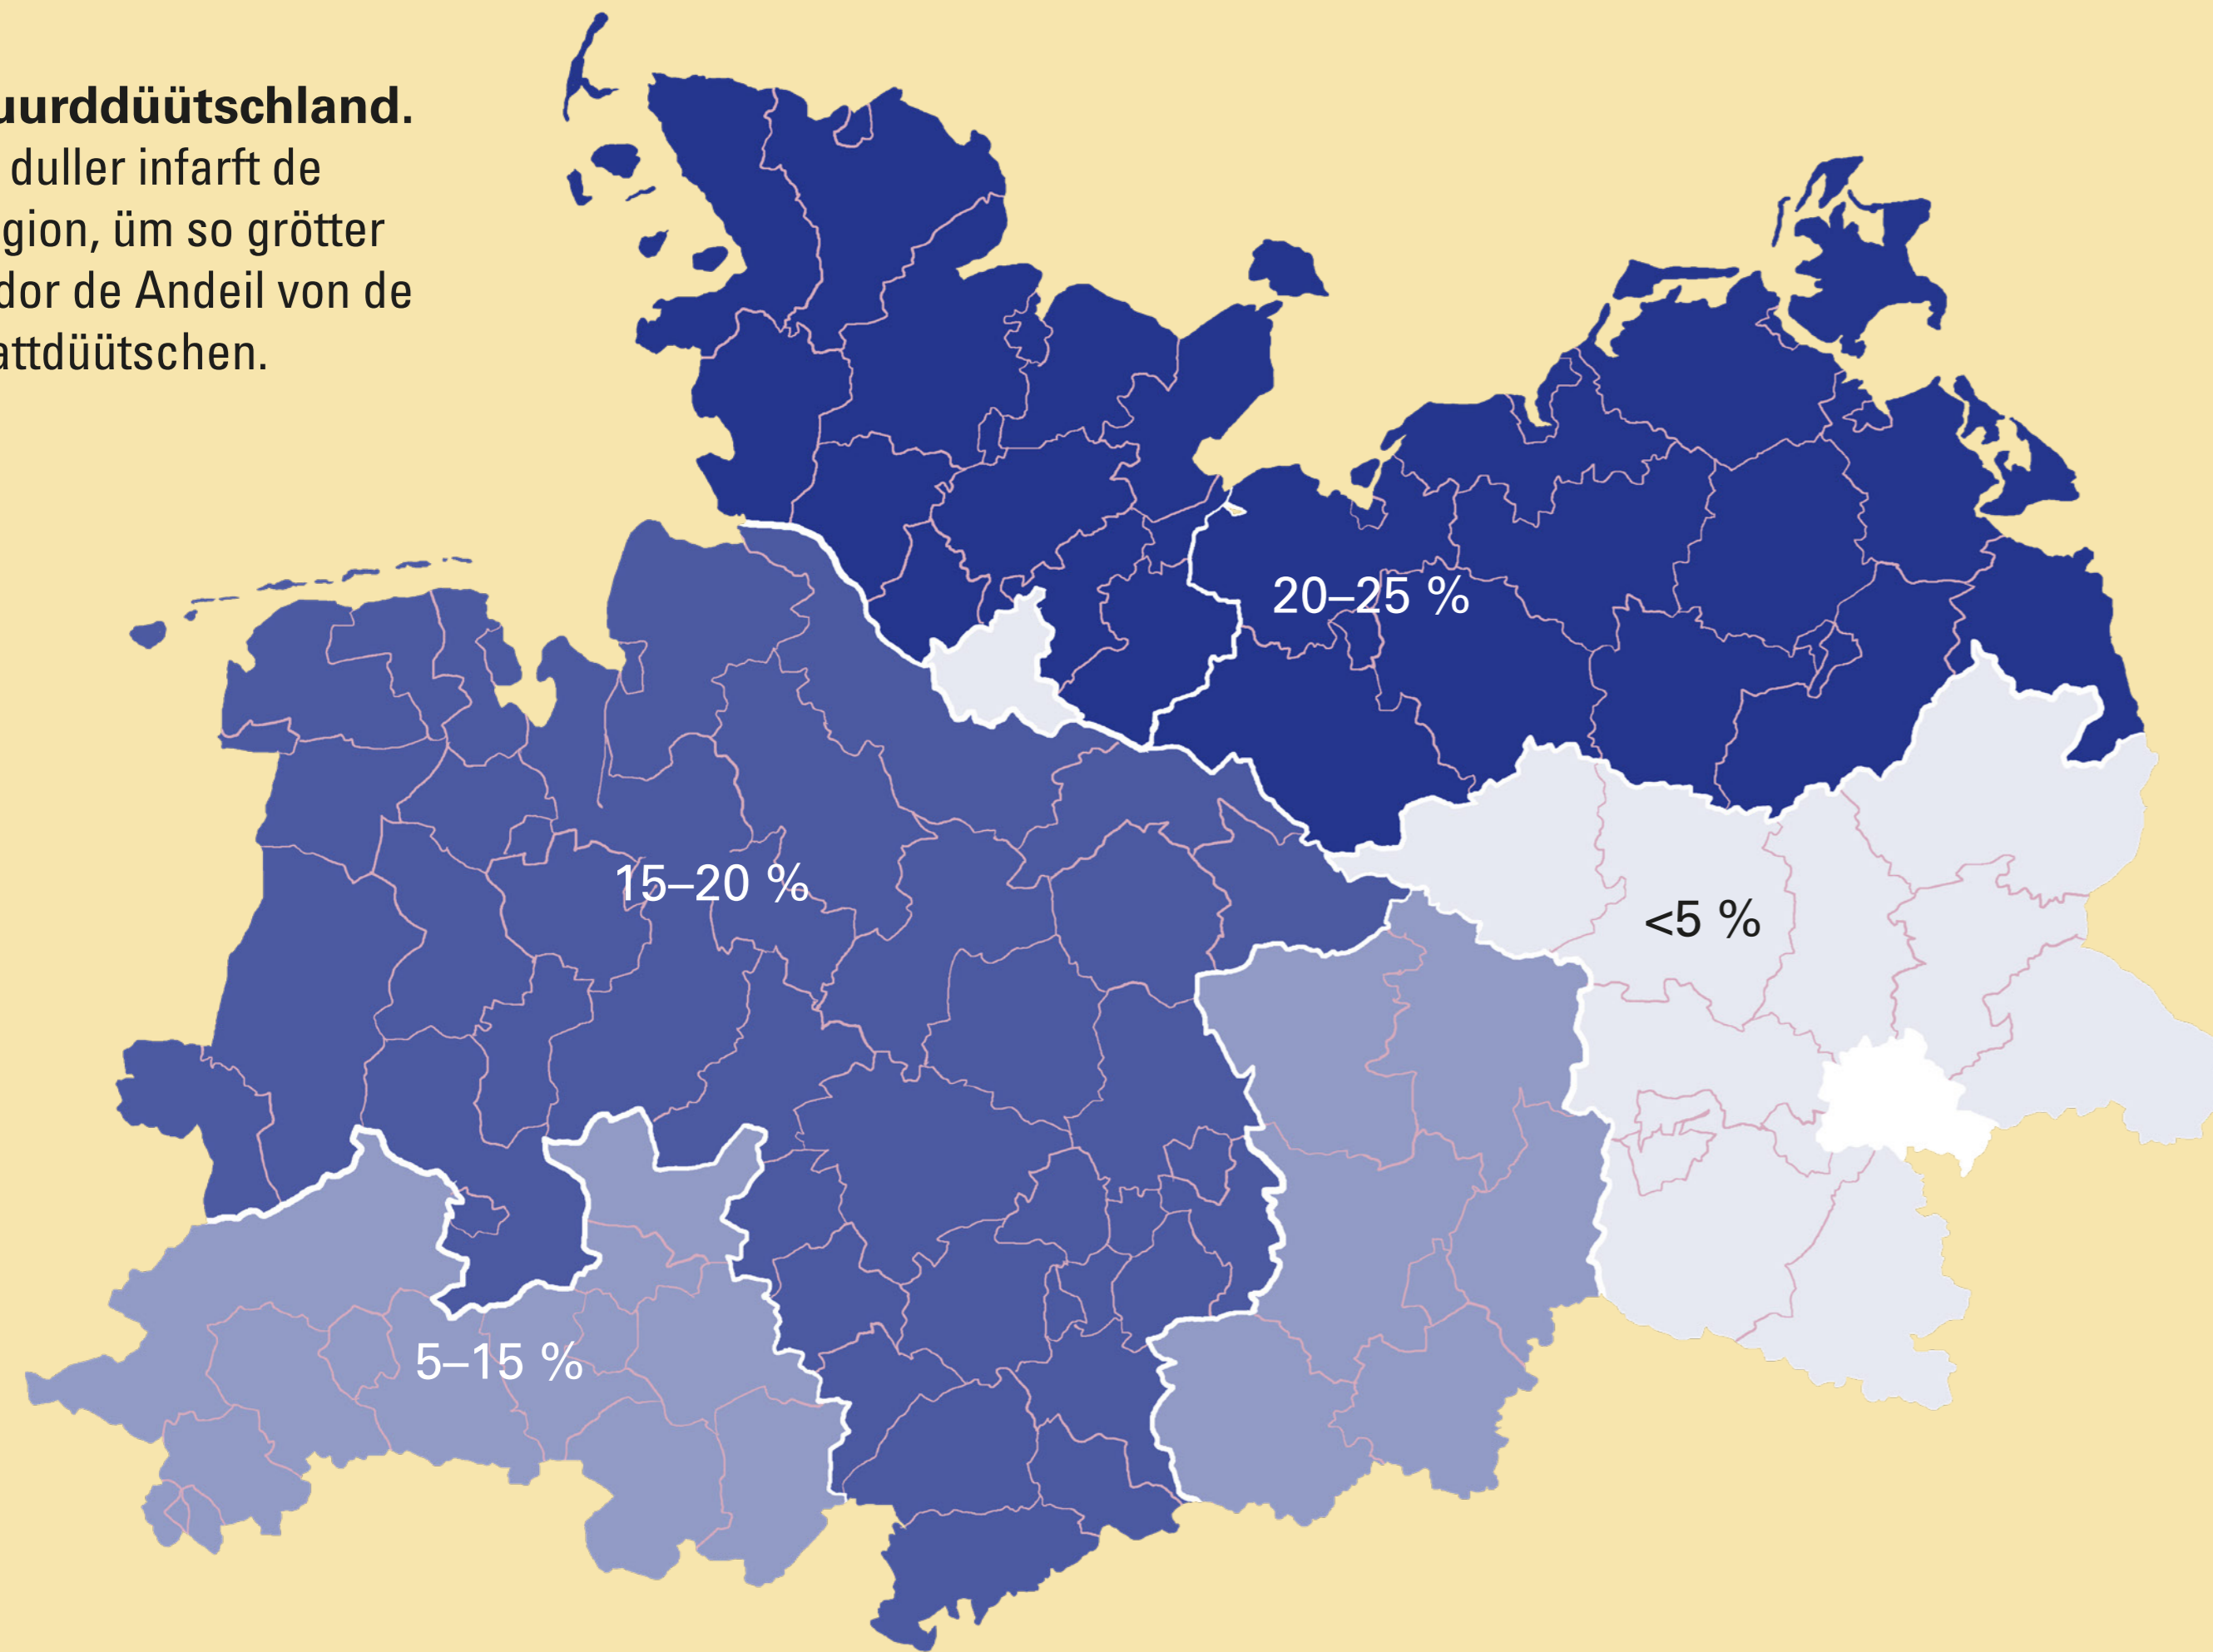 uurddüütschland.
duller infarft de
gion, üm so grötter
dor de Andeil von de
attdüütschen.
20–25 %
15–20 %
<5 %
5–15 %